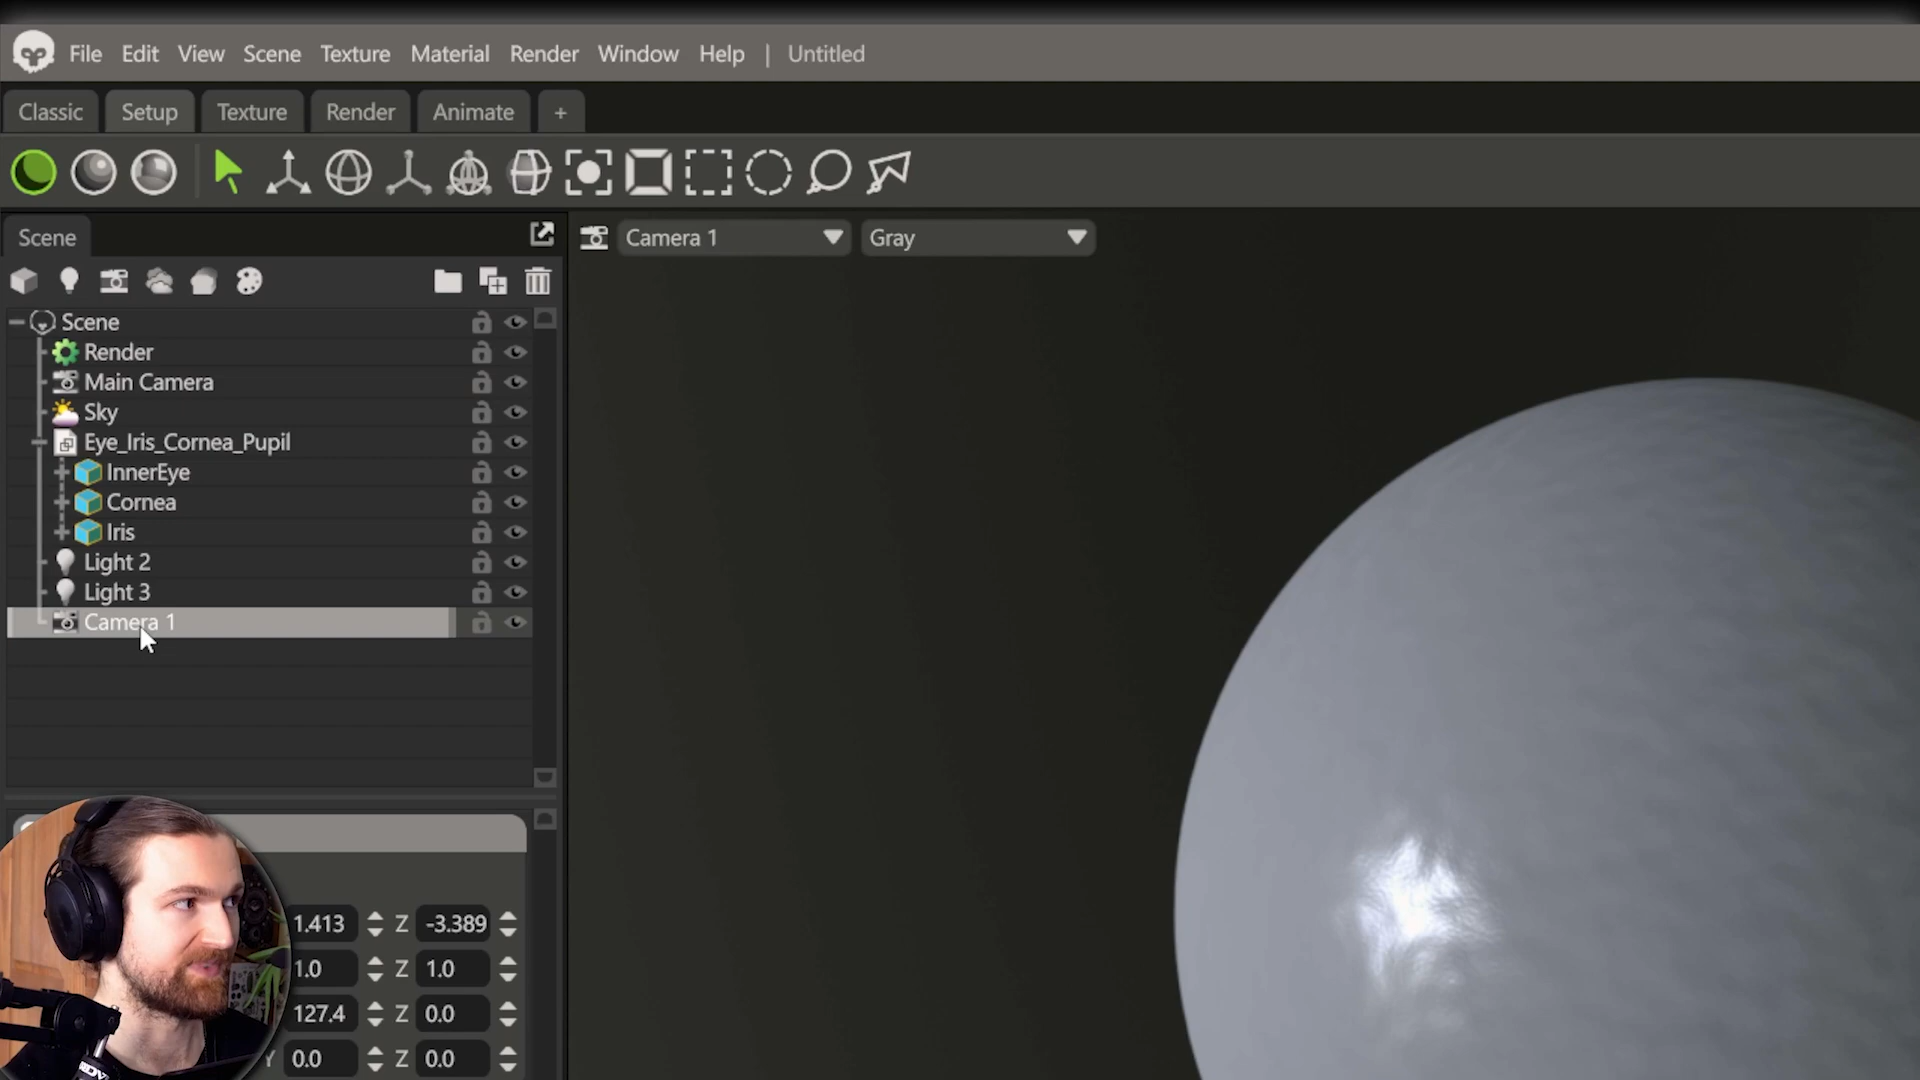 File Edit View Scene Texture Material Render Window Help | Untitled
Classic Setup Texture Render Animate +
Scene
Camera 1 Gray
Scene
Render
Main Camera
Sky
Eye_Iris_Cornea_Pupil
InnerEye
Cornea
Iris
Light 2
Light 3
Camera 1
1.413 Z -3.389
1.0 Z 1.0
127.4 Z 0.0
Y 0.0 Z 0.0